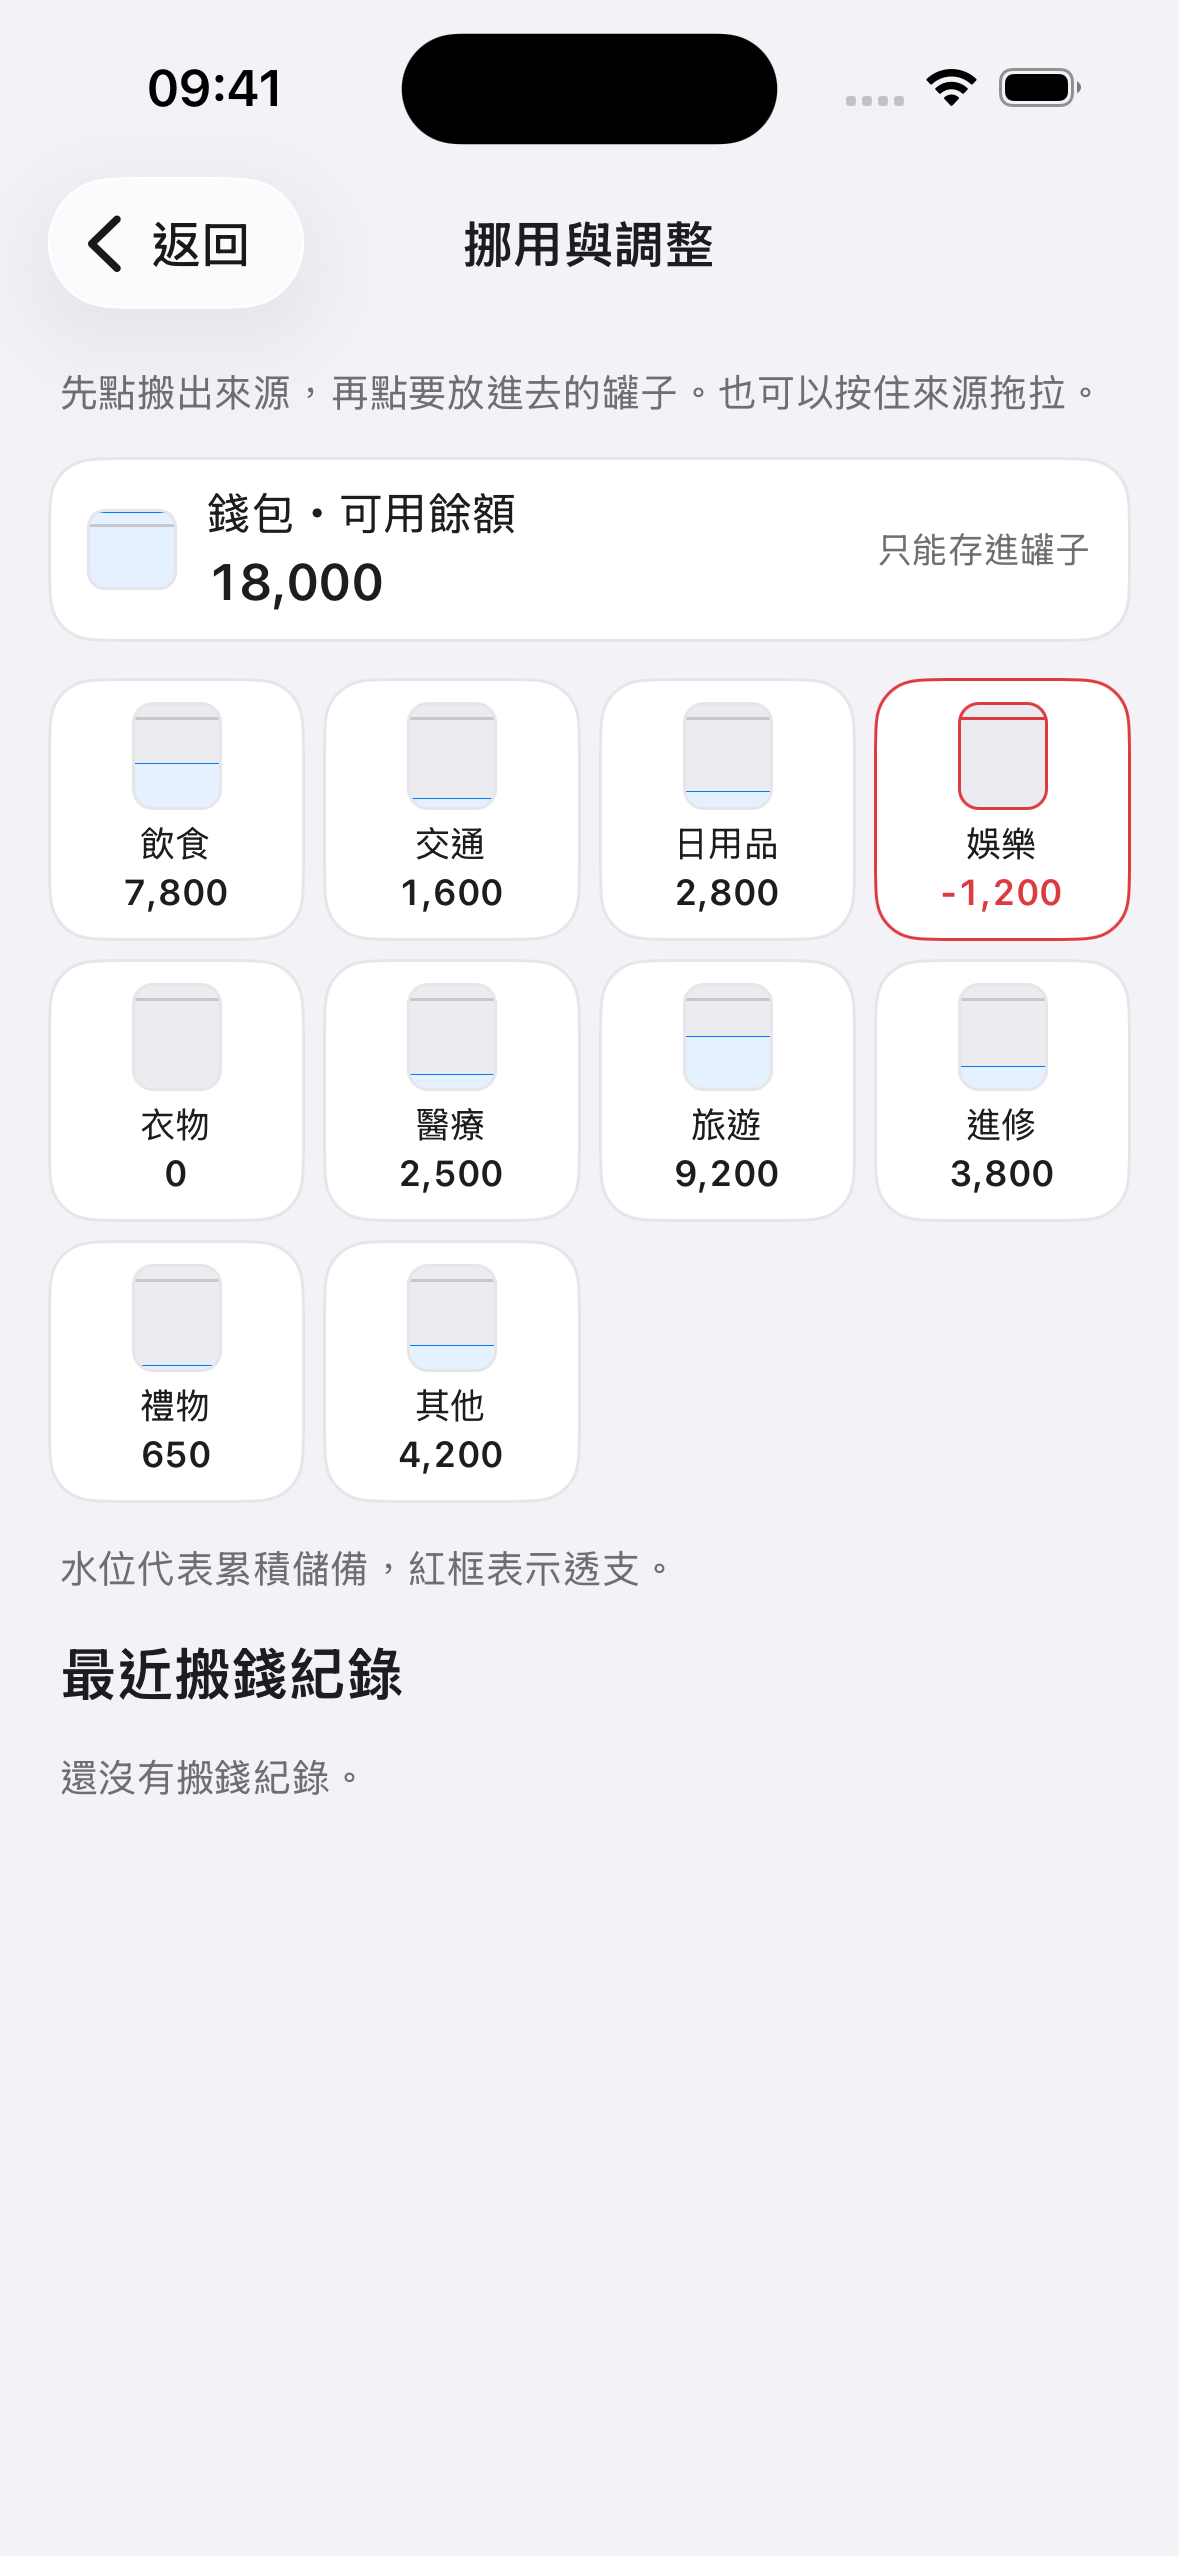 09:41
返回
挪用與調整
先點搬出來源，再點要放進去的罐子。也可以按住來源拖拉。
錢包・可用餘額
18,000
只能存進罐子
飲食
7,800
交通
1,600
日用品
2,800
娛樂
-1,200
衣物
0
醫療
2,500
旅遊
9,200
進修
3,800
禮物
650
其他
4,200
水位代表累積儲備，紅框表示透支。
最近搬錢紀錄
還沒有搬錢紀錄。